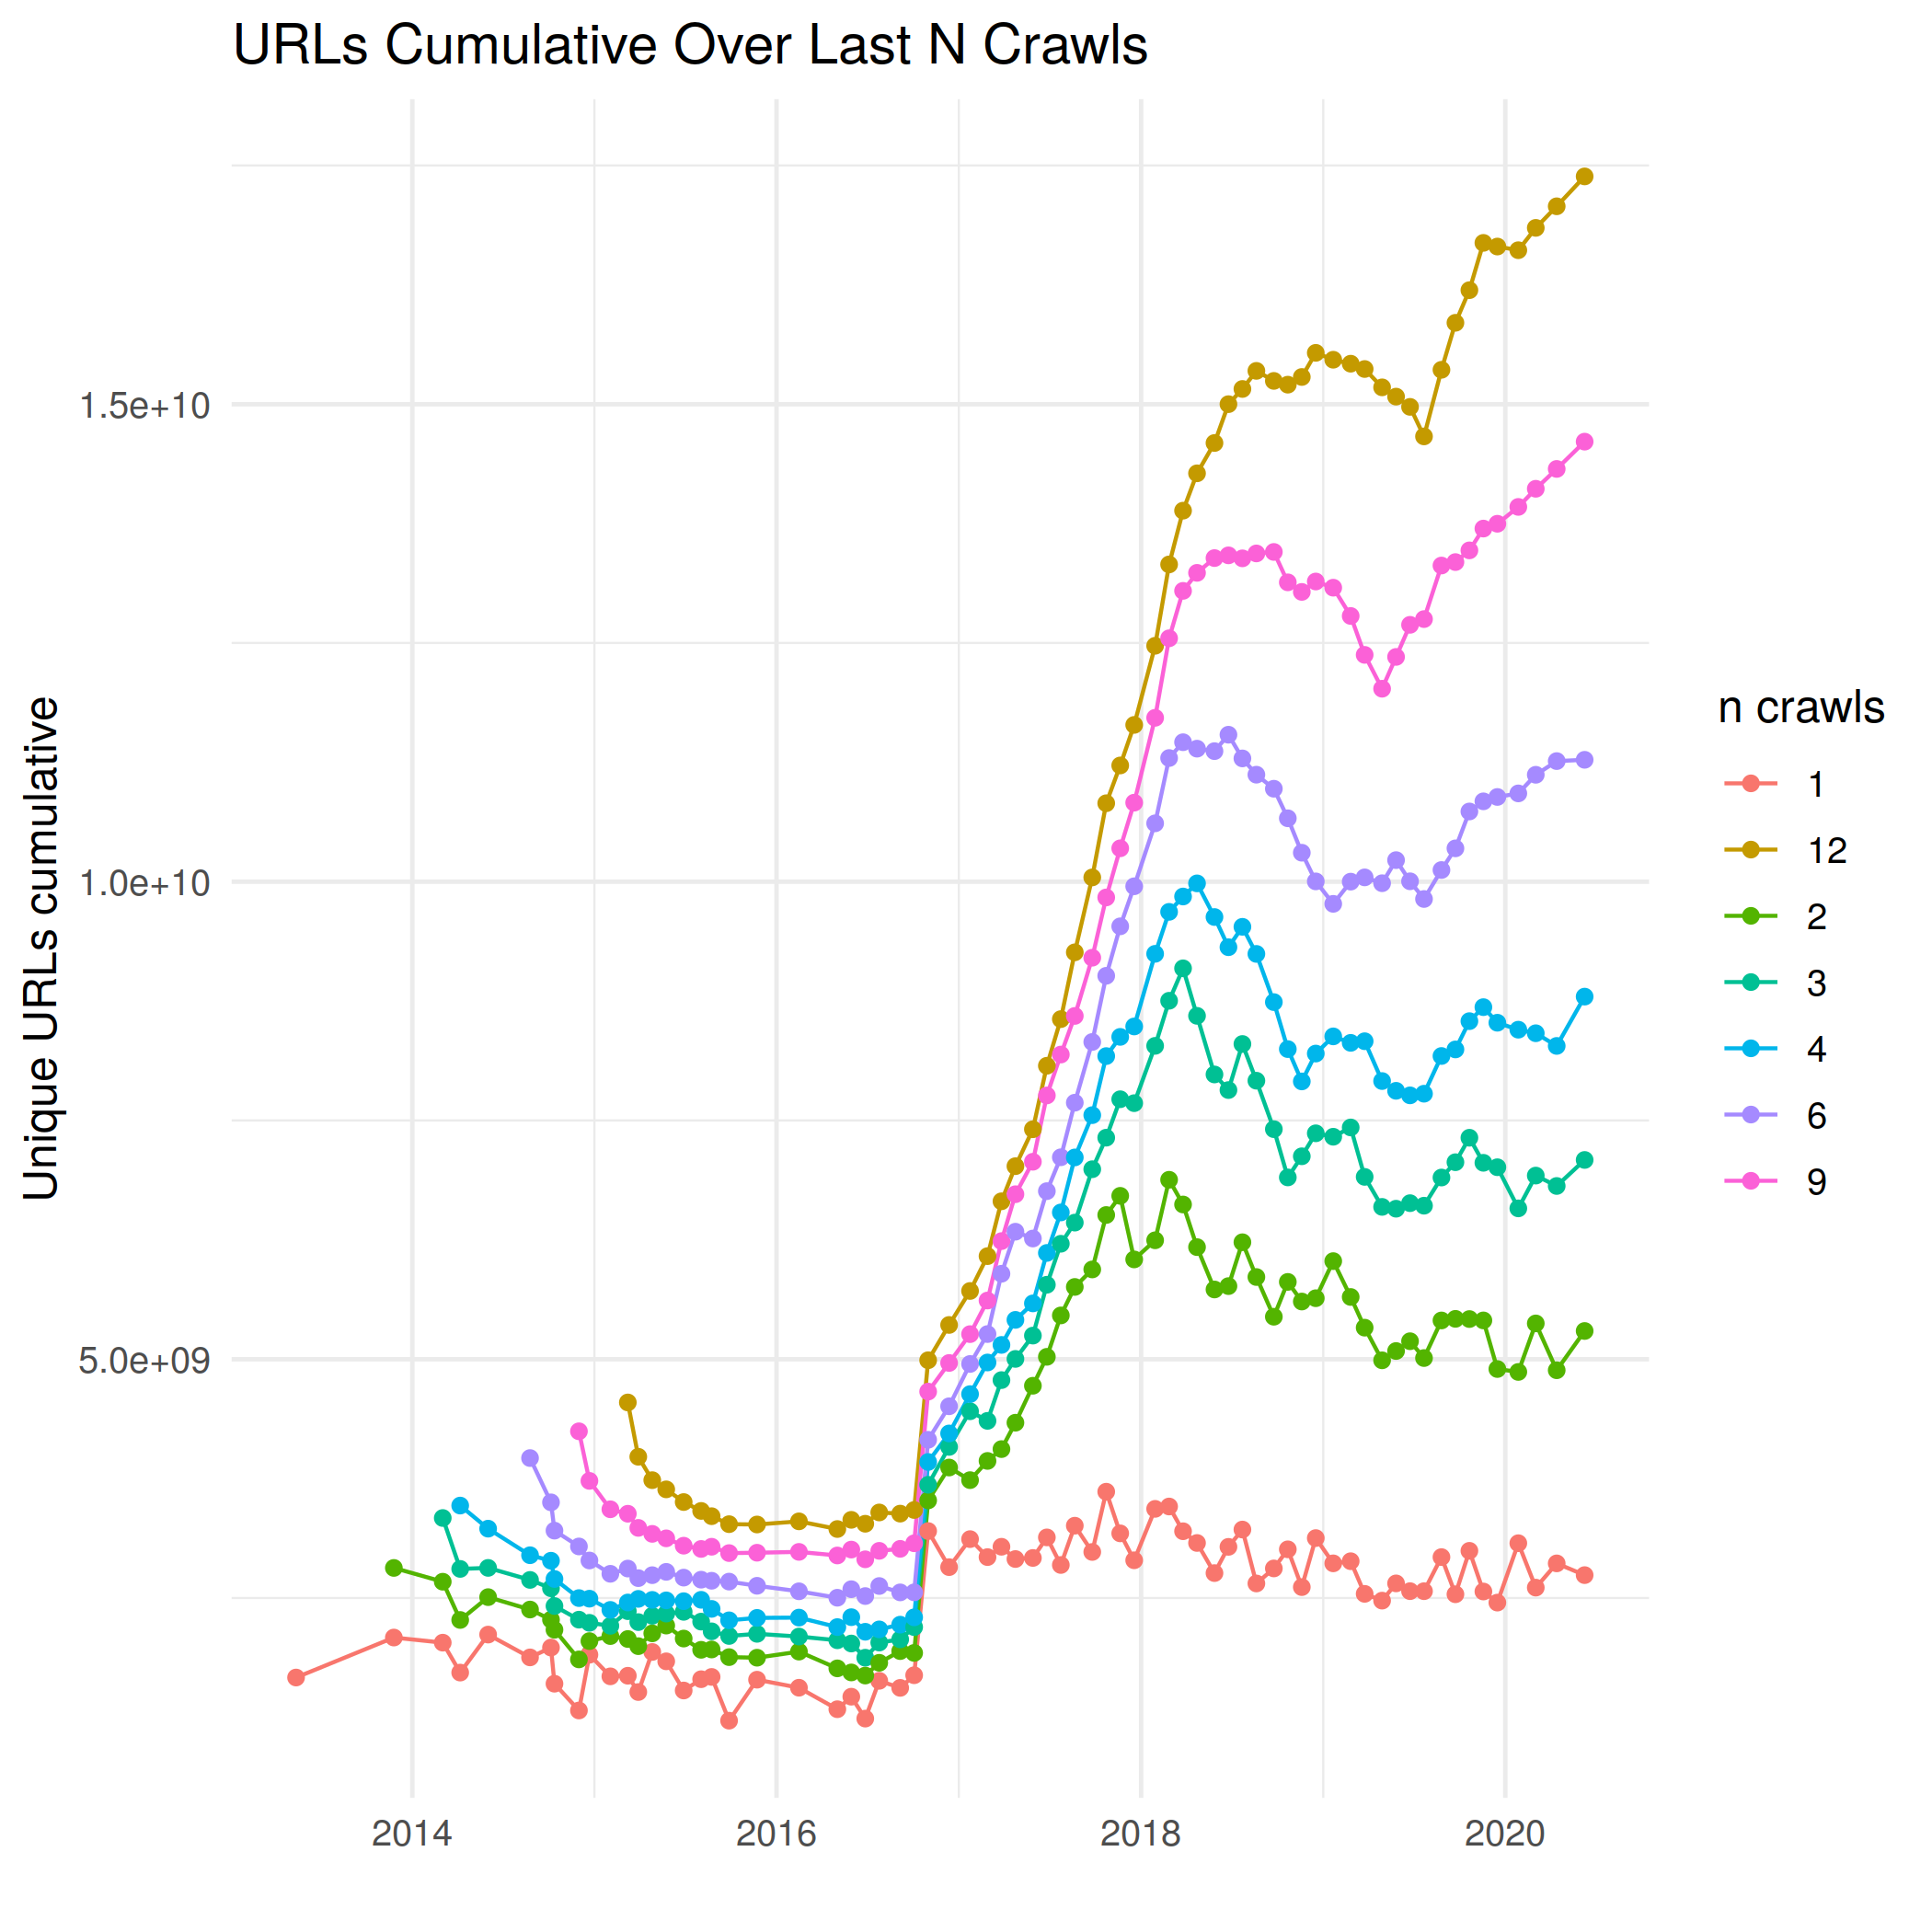 URLs Cumulative Over Last N Crawls
Unique URLs cumulative
1.5e+10
1.0e+10
5.0e+09
2014
2016
2018
2020
n crawls
1
12
2
3
4
6
9